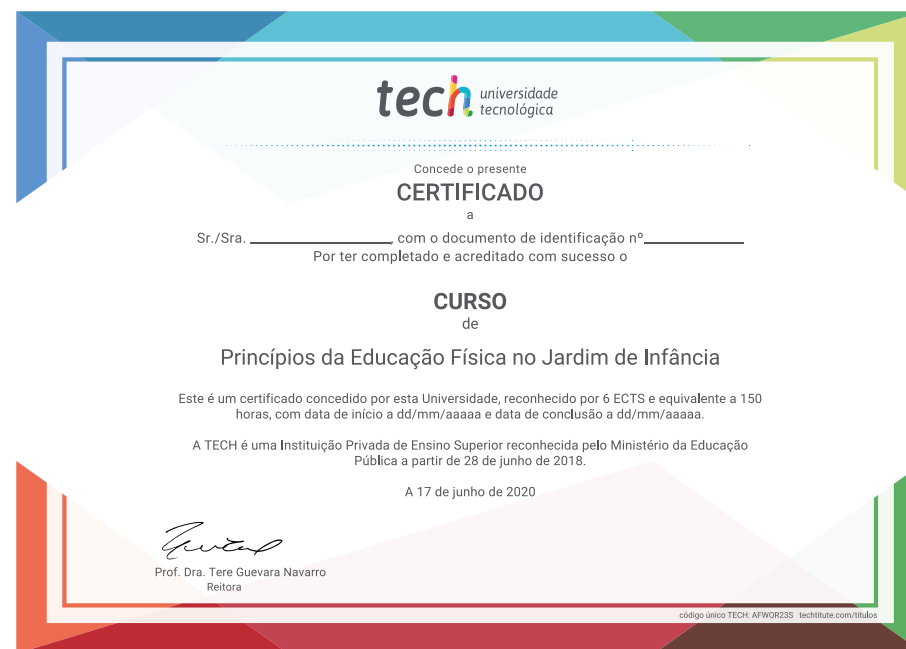 tech universidade
tecnológica
Concede o presente
CERTIFICADO
a
Sr./Sra. __________________, com o documento de identificação nº____________
Por ter completado e acreditado com sucesso o
CURSO
de
Princípios da Educação Física no Jardim de Infância
Este é um certificado concedido por esta Universidade, reconhecido por 6 ECTS e equivalente a 150
horas, com data de início a dd/mm/aaaaa e data de conclusão a dd/mm/aaaaa.
A TECH é uma Instituição Privada de Ensino Superior reconhecida pelo Ministério da Educação
Pública a partir de 28 de junho de 2018.
A 17 de junho de 2020
Prof. Dra. Tere Guevara Navarro
Reitora
código único TECH: AFWOR23S techtitute.com/titulos